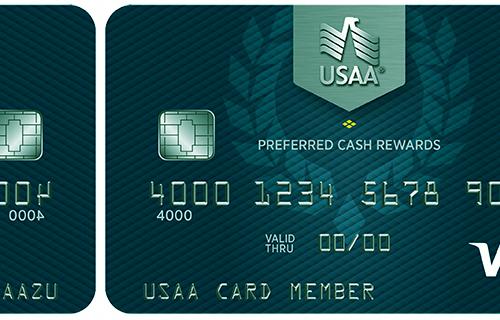 USAA®
PREFERRED CASH REWARDS
4000 1234 5678 90
4000
VALID THRU 00/00
USAA CARD MEMBER
V